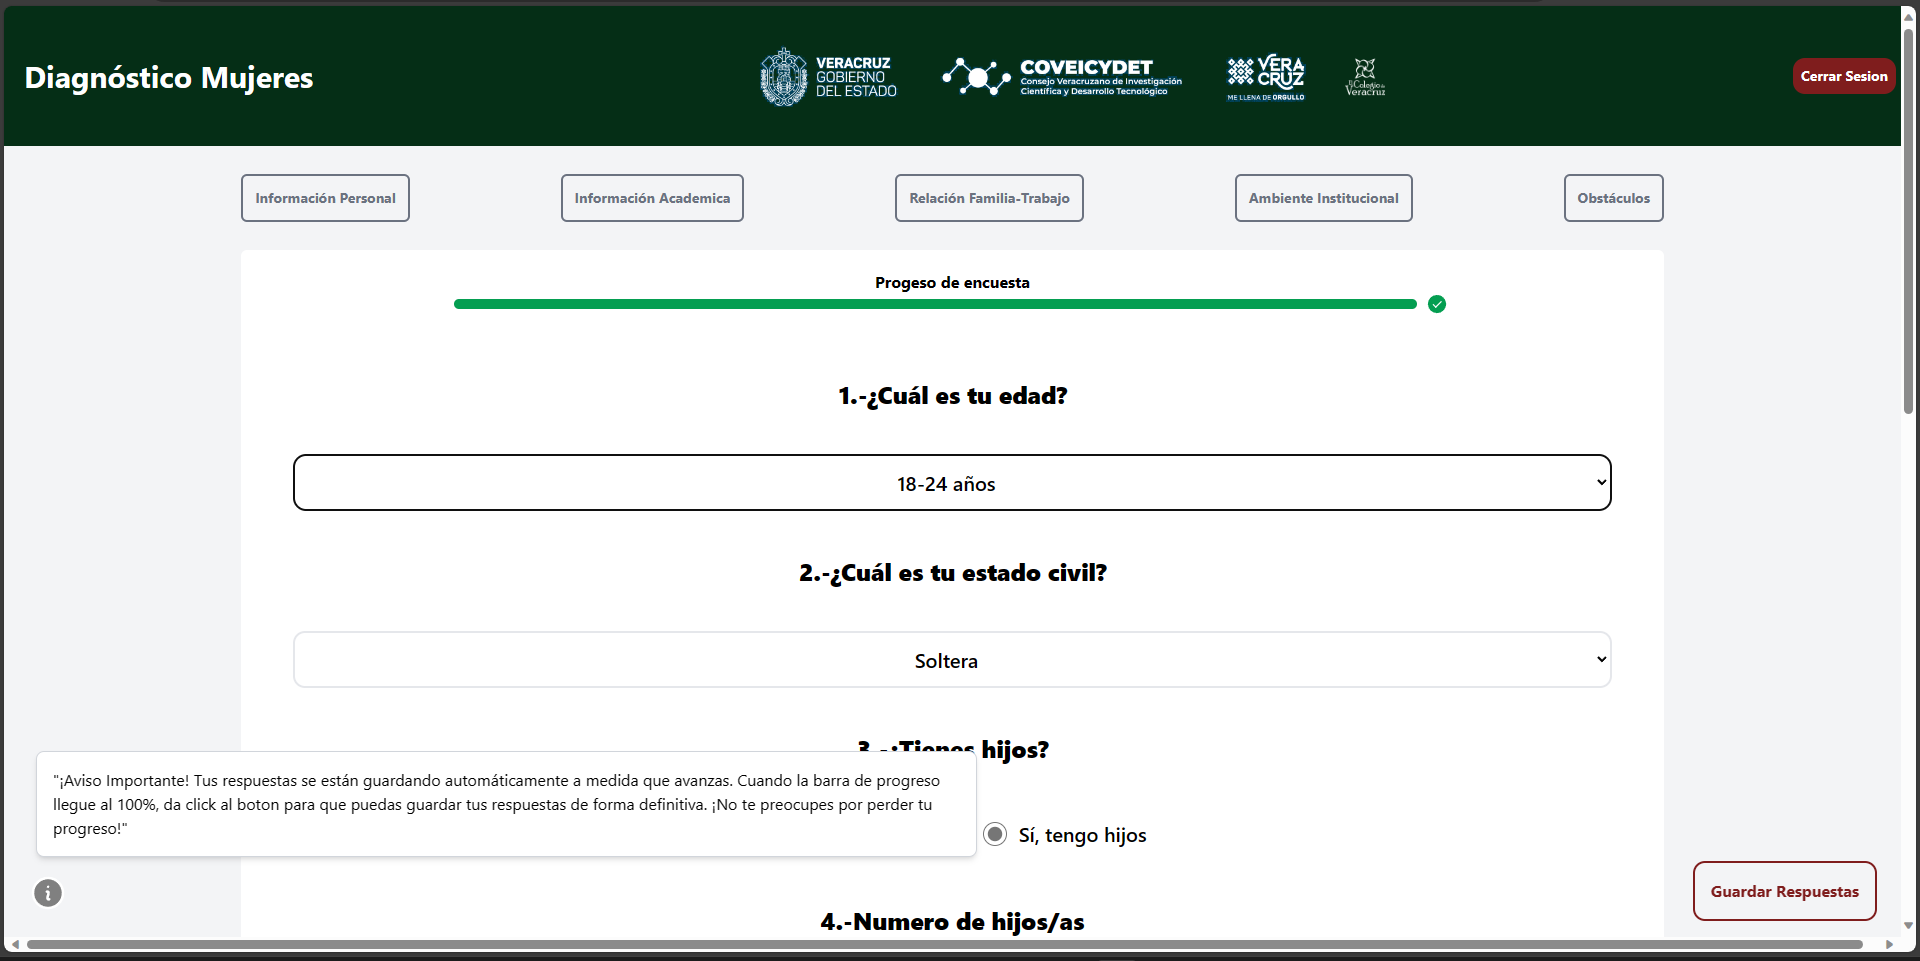 Diagnóstico Mujeres
VERACRUZ
GOBIERNO
DEL ESTADO
COVEICYDET
Consejo Veracruzano de Investigación
Científica y Desarrollo Tecnológico
VERA
CRUZ
ME LLENA DE ORGULLO
El Colegio de
Veracruz
Cerrar Sesion
Información Personal
Información Academica
Relación Familia-Trabajo
Ambiente Institucional
Obstáculos
Progeso de encuesta
1.-¿Cuál es tu edad?
18-24 años
2.-¿Cuál es tu estado civil?
Soltera
3.-¿Tienes hijos?
"¡Aviso Importante! Tus respuestas se están guardando automáticamente a medida que avanzas. Cuando la barra de progreso
llegue al 100%, da click al boton para que puedas guardar tus respuestas de forma definitiva. ¡No te preocupes por perder tu
progreso!"
Sí, tengo hijos
Guardar Respuestas
4.-Numero de hijos/as